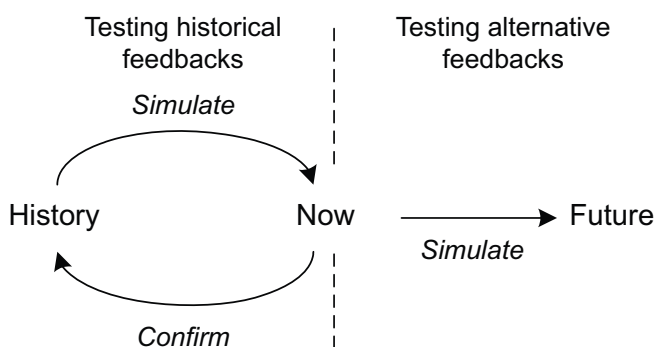 Testing historical
feedbacks
Testing alternative
feedbacks
Simulate
History
Now
Future
Simulate
Confirm